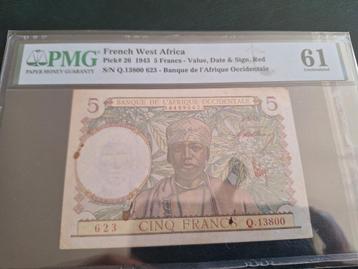 PMG
PAPER MONEY GUARANTY
French West Africa
Pick# 26 1943 5 Francs - Value, Date & Sign. Red
S/N Q.13800 623 - Banque de l'Afrique Occidentale
61
Uncirculated
5
BANQUE DE L'AFRIQUE OCCIDENTALE
5
623
CINQ FRANCS
Q.13800